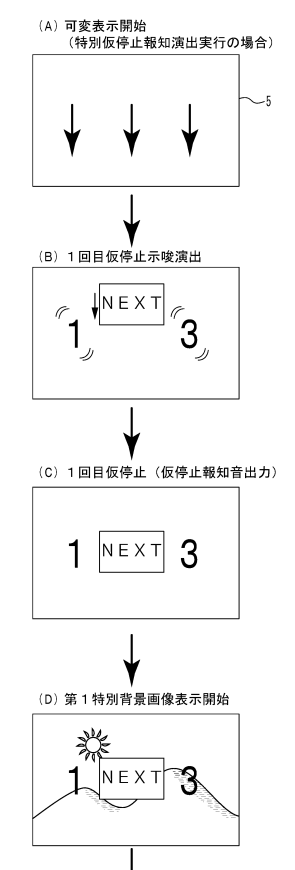 (A) 可変表示開始
(特別仮停止報知演出実行の場合)
5
(B) 1回目仮停止示唆演出
NEXT
1 3
(C) 1回目仮停止(仮停止報知音出力)
1 NEXT 3
(D) 第1特別背景画像表示開始
1 NEXT 3